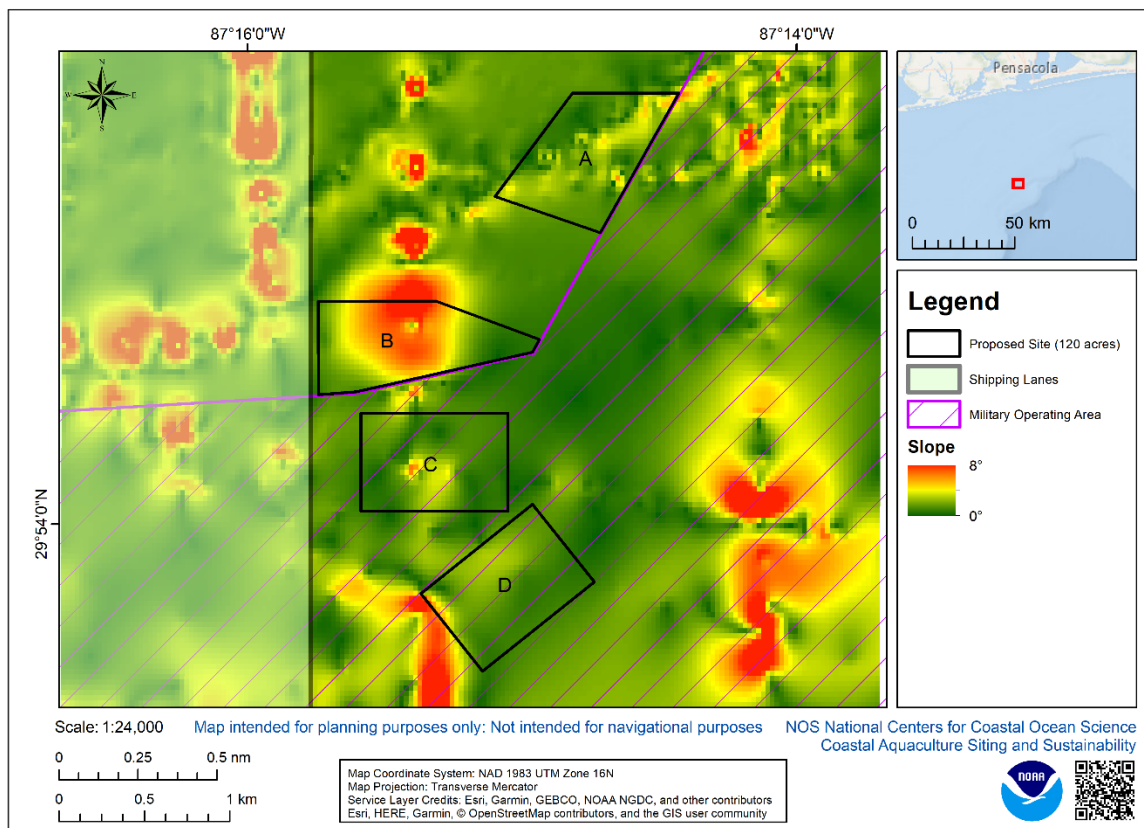 87°16'0"W
87°14'0"W
N
W E
S
A
B
C
D
29°54'0"N
Pensacola
0 50 km
Legend
Proposed Site (120 acres)
Shipping Lanes
Military Operating Area
Slope
8°
0°
Scale: 1:24,000
Map intended for planning purposes only: Not intended for navigational purposes
NOS National Centers for Coastal Ocean Science
Coastal Aquaculture Siting and Sustainability
0 0.25 0.5 nm
0 0.5 1 km
Map Coordinate System: NAD 1983 UTM Zone 16N
Map Projection: Transverse Mercator
Service Layer Credits: Esri, Garmin, GEBCO, NOAA NGDC, and other contributors
Esri, HERE, Garmin, © OpenStreetMap contributors, and the GIS user community
NOAA